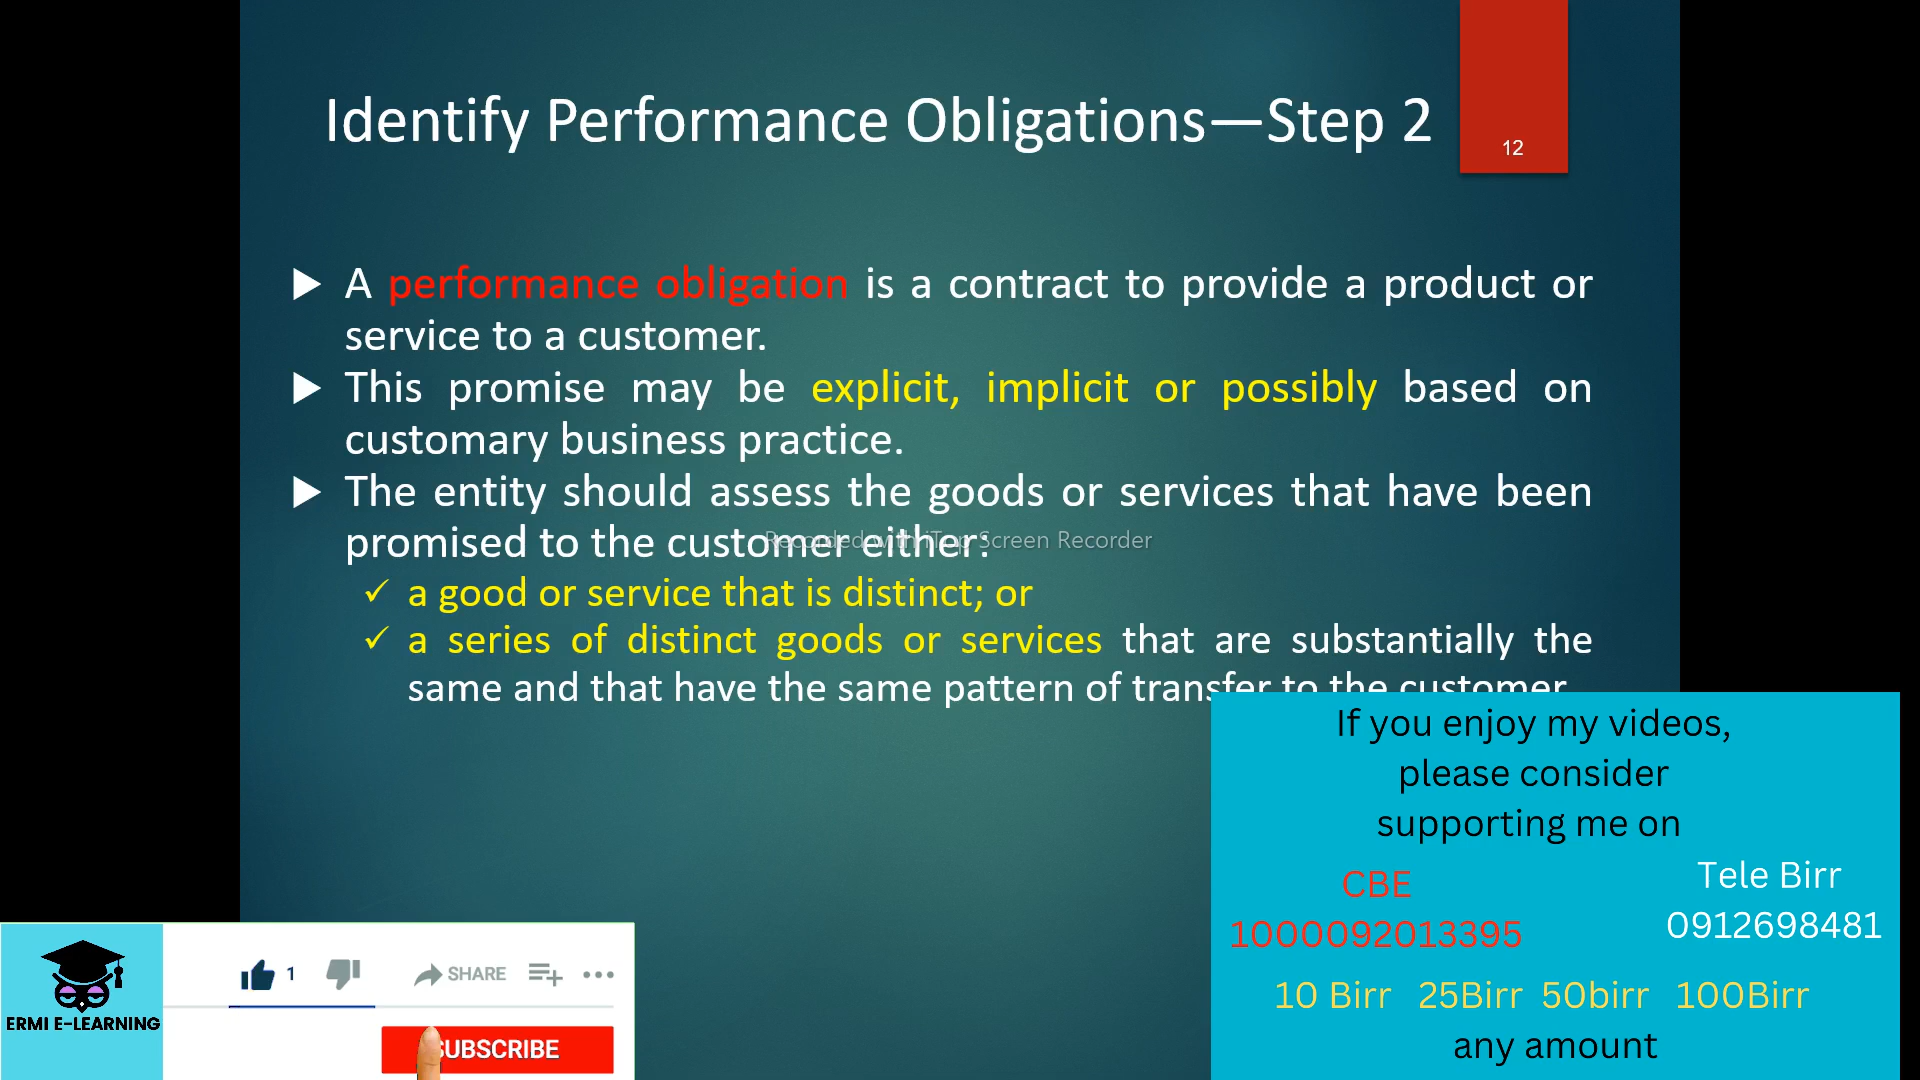 Identify Performance Obligations—Step 2
12
A performance obligation is a contract to provide a product or
service to a customer.
This promise may be explicit, implicit or possibly based on
customary business practice.
The entity should assess the goods or services that have been
promised to the customer either:
Recorded with iTop Screen Recorder
a good or service that is distinct; or
a series of distinct goods or services that are substantially the
same and that have the same pattern of transfer to the customer.
If you enjoy my videos,
please consider
supporting me on
CBE
1000092013395
Tele Birr
0912698481
10 Birr 25Birr 50birr 100Birr
any amount
1 SHARE
SUBSCRIBE
ERMI E-LEARNING